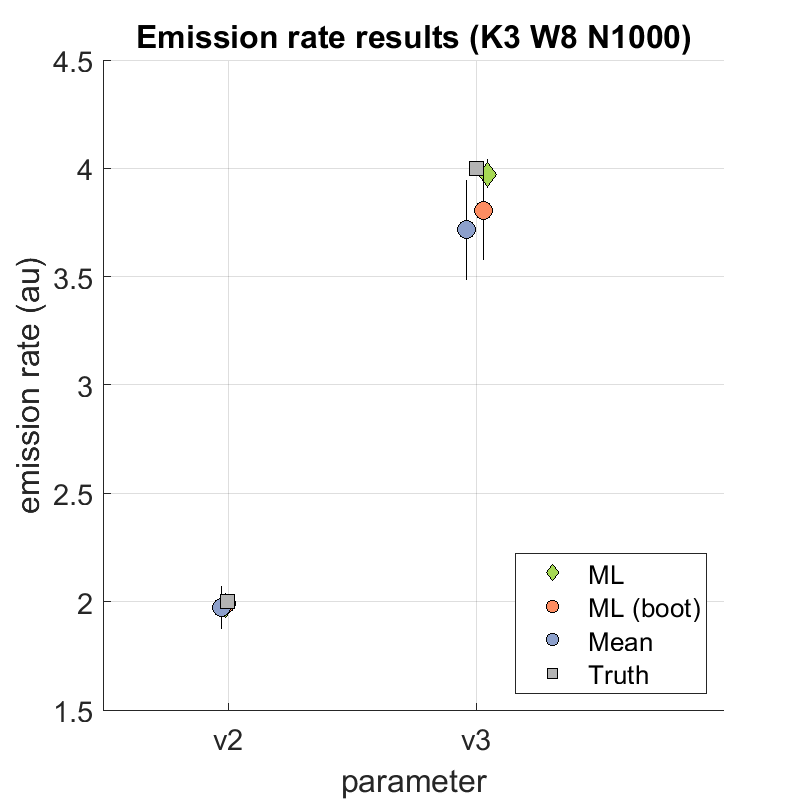 Emission rate results (K3 W8 N1000)
4.5
4
3.5
3
2.5
2
1.5
emission rate (au)
v2
v3
parameter
ML
ML (boot)
Mean
Truth